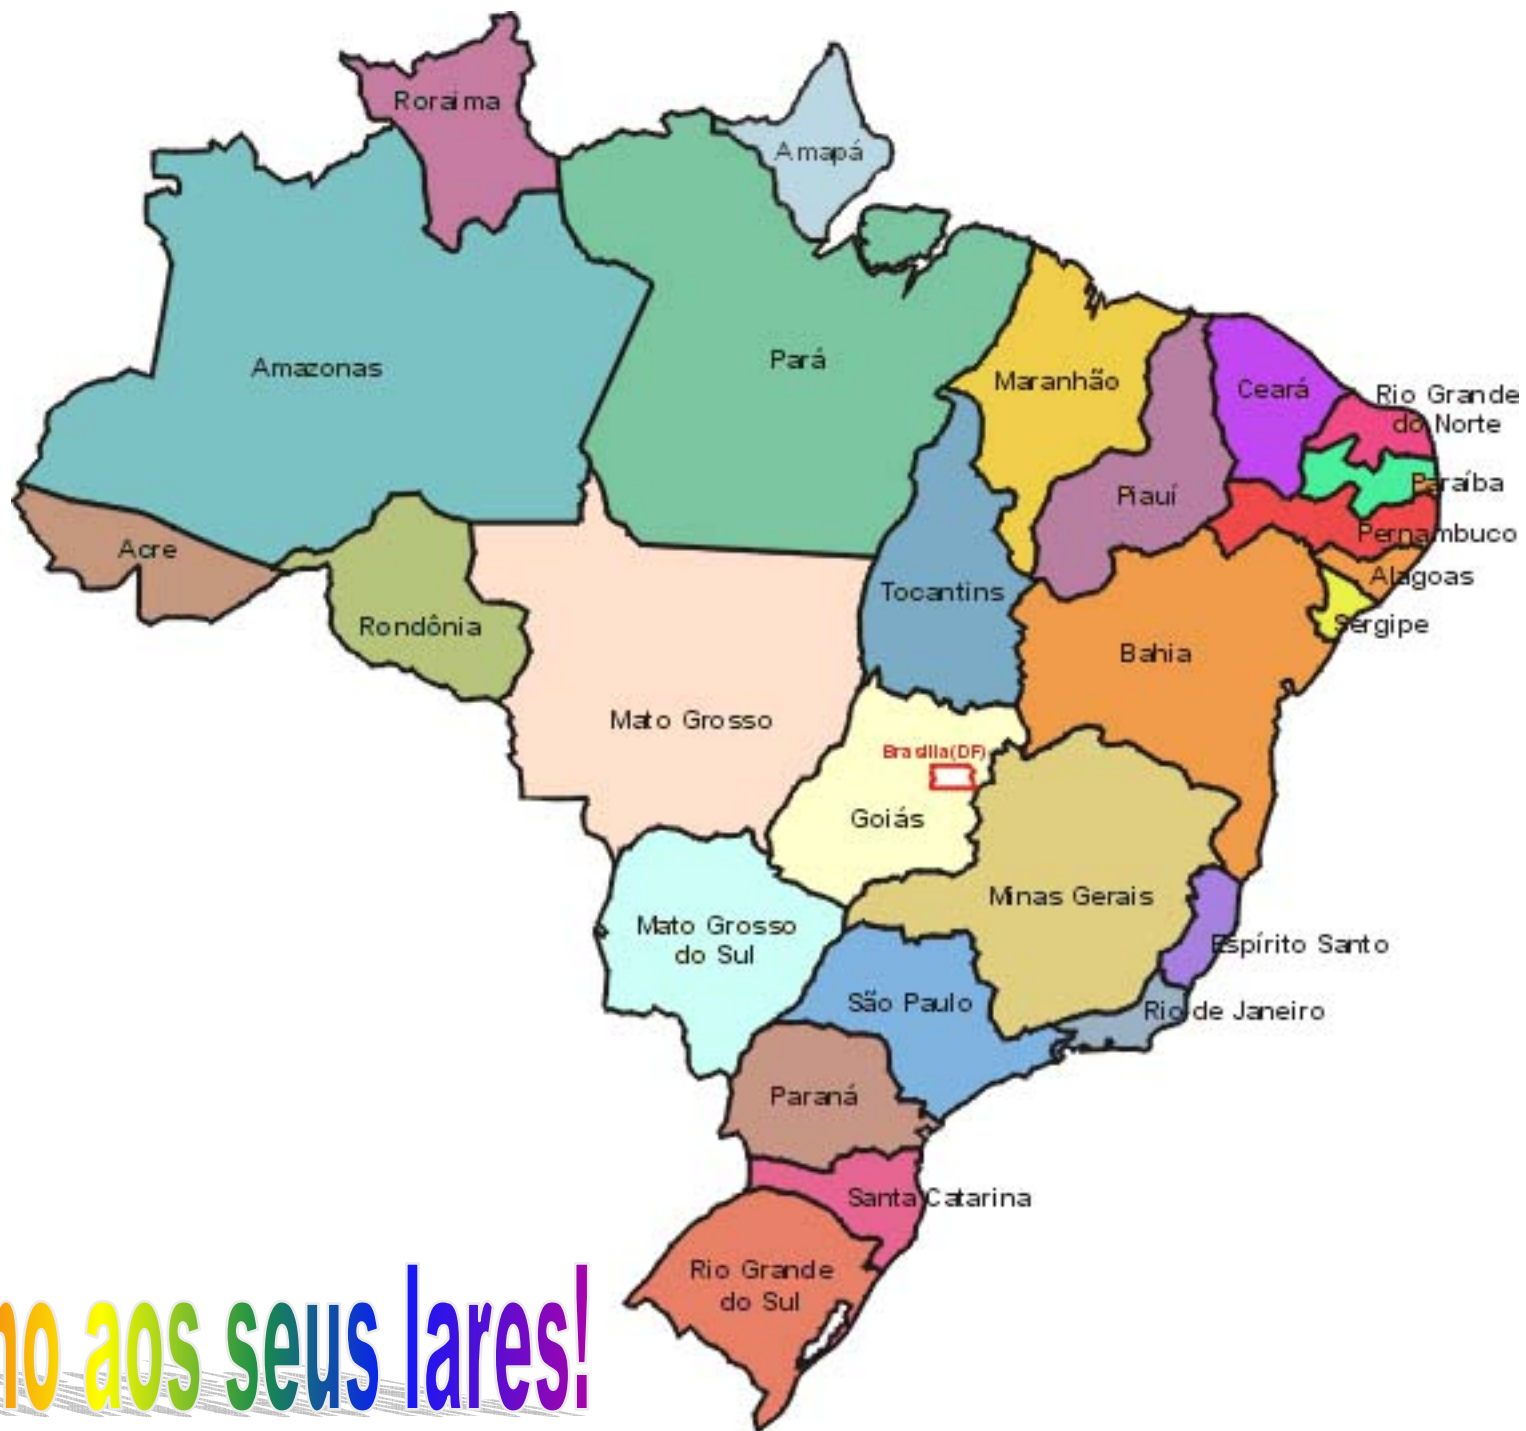 Roraima
Amapá
Amazonas
Pará
Maranhão
Ceará
Rio Grande
do Norte
Piauí
Paraíba
Pernambuco
Acre
Alagoas
Tocantins
Sergipe
Rondônia
Bahia
Mato Grosso
Brasília(DF)
Goiás
Minas Gerais
Mato Grosso
do Sul
Espírito Santo
São Paulo
Rio de Janeiro
Paraná
Santa Catarina
Rio Grande
do Sul
no aos seus lares!